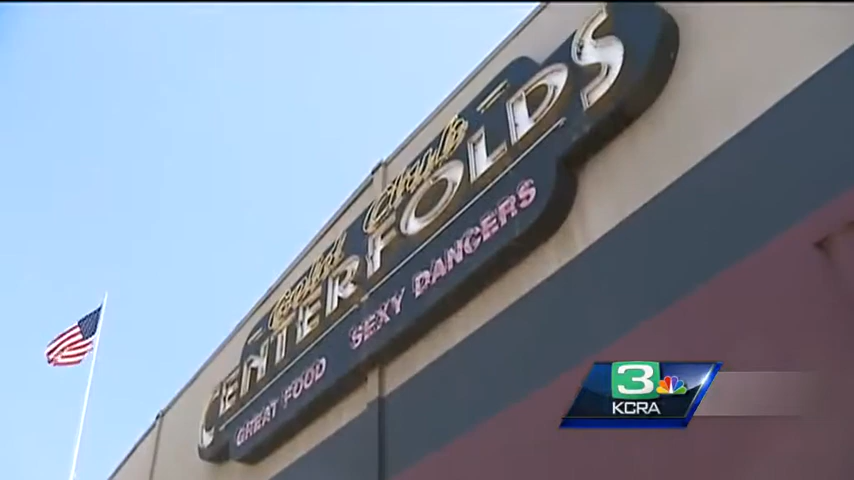 Gold Club
CENTERFOLDS
GREAT FOOD SEXY DANCERS
3
KCRA